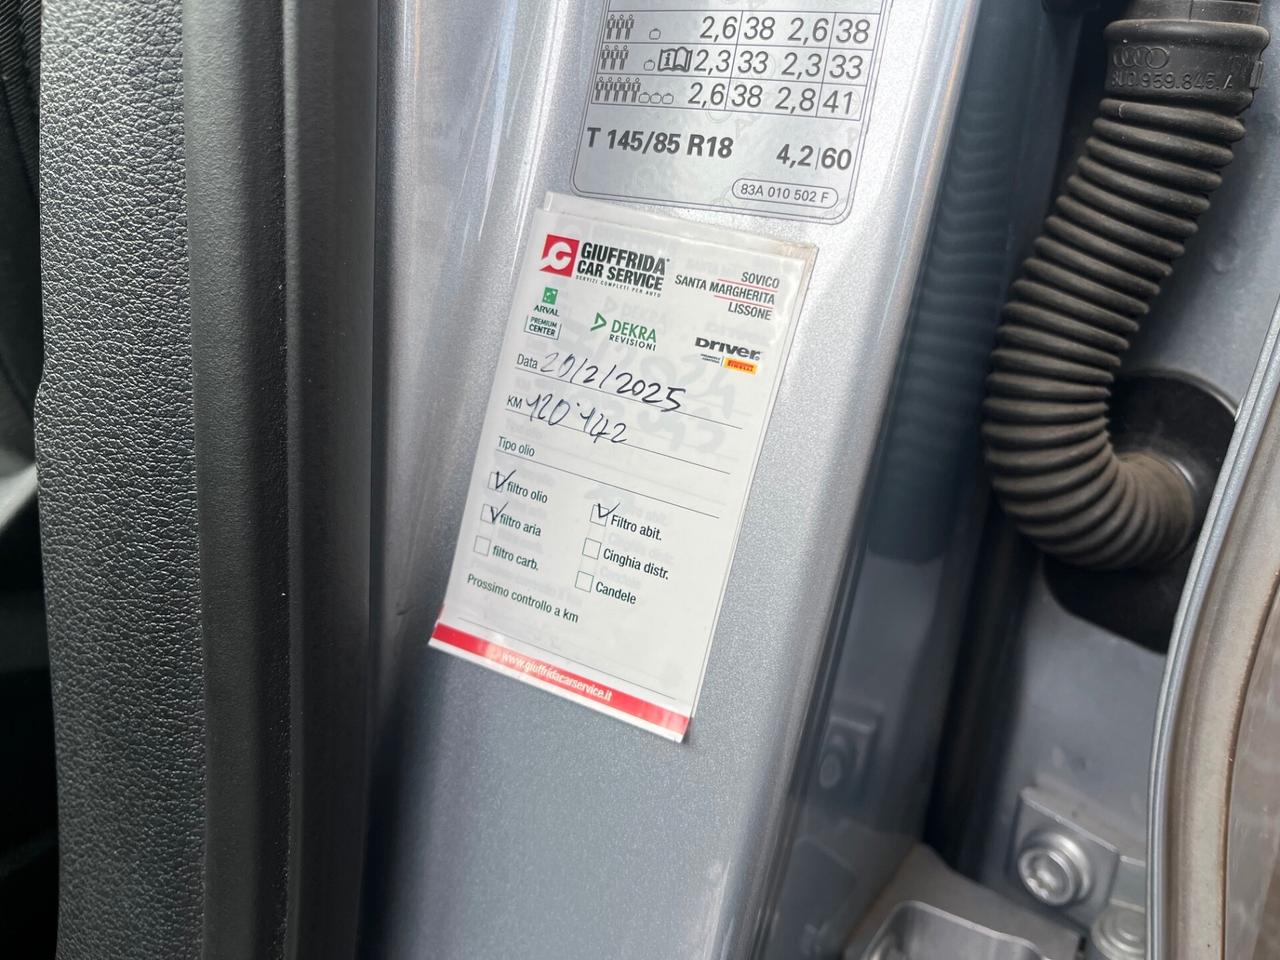 2,6 38 2,6 38
2,3 33 2,3 33
2,6 38 2,8 41
T 145/85 R18 4,2 60
83A 010 502 F
8U0.959.845.A
GIUFFRIDA
CAR SERVICE
SERVIZI COMPLETI PER AUTO
SOVICO
SANTA MARGHERITA
LISSONE
ARVAL
PREMIUM
CENTER
DEKRA
REVISIONI
Driver
PIRELLI
Data 20/2/2025
KM 120.142
Tipo olio
filtro olio
filtro aria
filtro carb.
Filtro abit.
Cinghia distr.
Candele
Prossimo controllo a km
www.giuffridacarservice.it